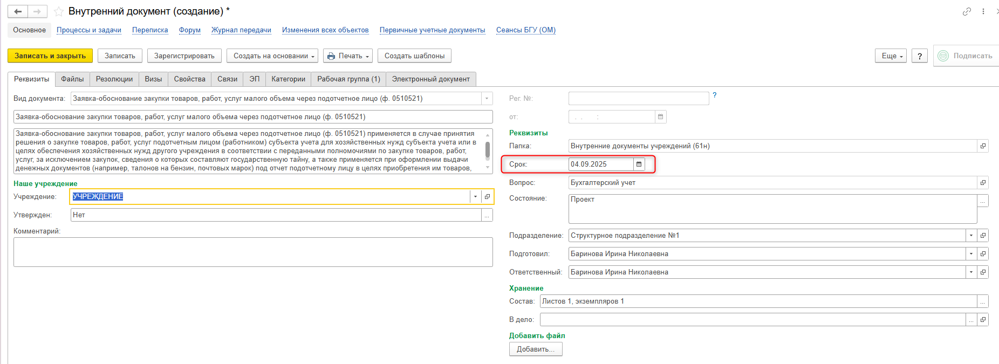 Внутренний документ (создание) *
Основное Процессы и задачи Переписка Форум Журнал передачи Изменения всех объектов Первичные учетные документы Сеансы БГУ (ОМ)
Записать и закрыть Записать Зарегистрировать Создать на основании Печать Создать шаблоны Еще ? Подписать
Реквизиты Файлы Резолюции Визы Свойства Связи ЭП Категории Рабочая группа (1) Электронный документ
Вид документа: Заявка-обоснование закупки товаров, работ, услуг малого объема через подотчетное лицо (ф. 0510521)
Заявка-обоснование закупки товаров, работ, услуг малого объема через подотчетное лицо (ф. 0510521)
Заявка-обоснование закупки товаров, работ, услуг малого объема через подотчетное лицо (ф. 0510521) применяется в случае принятия
решения о закупке товаров, работ, услуг подотчетным лицом (работником) субъекта учета для хозяйственных нужд субъекта учета или в
целях обеспечения хозяйственных нужд другого учреждения в соответствии с переданными полномочиями по закупке товаров, работ,
услуг, за исключением закупок, сведения о которых составляют государственную тайну, а также применяется при оформлении выдачи
денежных документов (например, талонов на бензин, почтовых марок) под отчет подотчетному лицу в целях приобретения им товаров,
Наше учреждение
Учреждение: УЧРЕЖДЕНИЕ
Утвержден: Нет ...
Комментарий:
Рег. №: ?
от: . . :
Реквизиты
Папка: Внутренние документы учреждений (61н)
Срок: 04.09.2025
Вопрос: Бухгалтерский учет
Состояние: Проект ...
Подразделение: Структурное подразделение №1
Подготовил: Баринова Ирина Николаевна
Ответственный: Баринова Ирина Николаевна
Хранение
Состав: Листов 1, экземпляров 1 ...
В дело: ...
Добавить файл
Добавить...